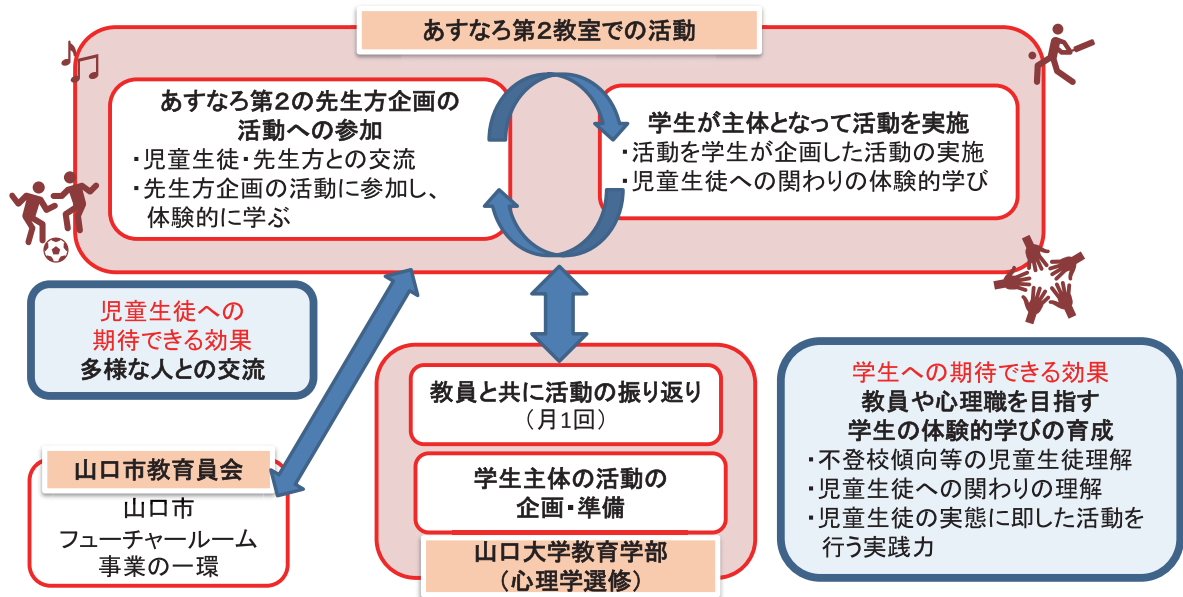 あすなろ第2教室での活動
あすなろ第2の先生方企画の
活動への参加
・児童生徒・先生方との交流
・先生方企画の活動に参加し、
体験的に学ぶ
学生が主体となって活動を実施
・活動を学生が企画した活動の実施
・児童生徒への関わりの体験的学び
児童生徒への
期待できる効果
多様な人との交流
山口市教育員会
山口市
フューチャールーム
事業の一環
教員と共に活動の振り返り
（月1回）
学生主体の活動の
企画・準備
山口大学教育学部
（心理学選修）
学生への期待できる効果
教員や心理職を目指す
学生の体験的学びの育成
・不登校傾向等の児童生徒理解
・児童生徒への関わりの理解
・児童生徒の実態に即した活動を
行う実践力